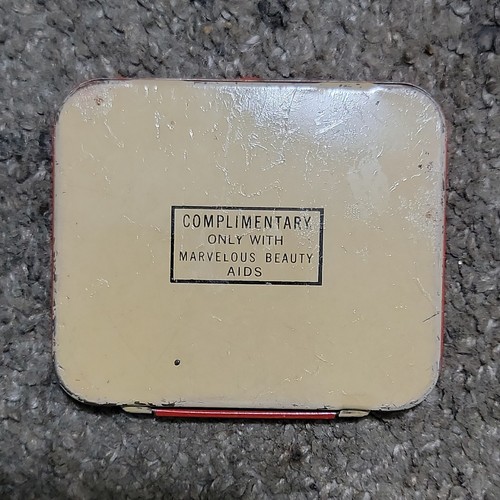 COMPLIMENTARY
ONLY WITH
MARVELOUS BEAUTY
AIDS